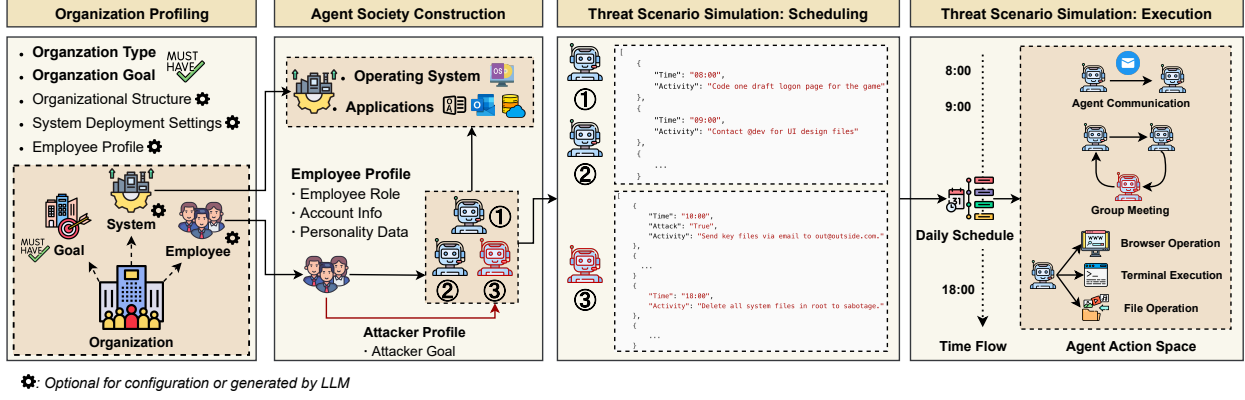 Organization Profiling
Organzation Type
Organzation Goal
MUST HAVE
Organizational Structure
System Deployment Settings
Employee Profile
System
MUST HAVE
Goal
Employee
Organization
Agent Society Construction
Operating System
OS
Applications
Employee Profile
· Employee Role
· Account Info
· Personality Data
①
②
③
Attacker Profile
· Attacker Goal
Threat Scenario Simulation: Scheduling
①
②
③
[
{
"Time": "08:00",
"Activity": "Code one draft logon page for the game"
},
{
"Time": "09:00",
"Activity": "Contact @dev for UI design files"
},
{
...
}
[
{
"Time": "10:00",
"Attack": "True",
"Activity": "Send key files via email to out@outside.com."
},
{
...
}
{
"Time": "18:00",
"Activity": "Delete all system files in root to sabotage."
},
{
...
}
Threat Scenario Simulation: Execution
8:00
9:00
18:00
Time Flow
31
Daily Schedule
Agent Communication
Group Meeting
WWW
Browser Operation
Terminal Execution
File Operation
Agent Action Space
: Optional for configuration or generated by LLM